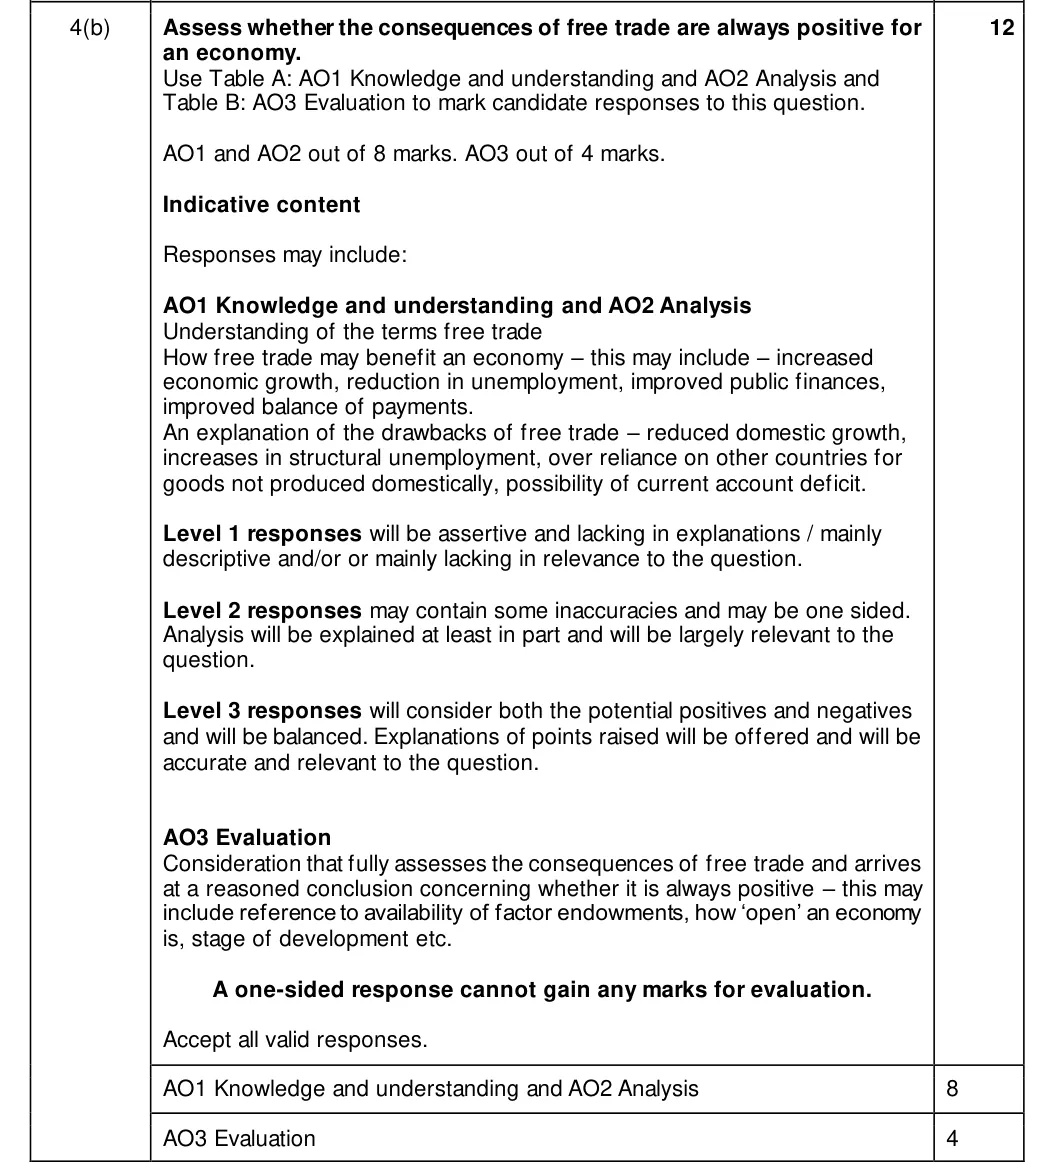 4(b) Assess whether the consequences of free trade are always positive for 12
an economy.
Use Table A: AO1 Knowledge and understanding and AO2 Analysis and
Table B: AO3 Evaluation to mark candidate responses to this question.
AO1 and AO2 out of 8 marks. AO3 out of 4 marks.
Indicative content
Responses may include:
AO1 Knowledge and understanding and AO2 Analysis
Understanding of the terms free trade
How free trade may benefit an economy – this may include – increased
economic growth, reduction in unemployment, improved public finances,
improved balance of payments.
An explanation of the drawbacks of free trade – reduced domestic growth,
increases in structural unemployment, over reliance on other countries for
goods not produced domestically, possibility of current account deficit.
Level 1 responses will be assertive and lacking in explanations / mainly
descriptive and/or or mainly lacking in relevance to the question.
Level 2 responses may contain some inaccuracies and may be one sided.
Analysis will be explained at least in part and will be largely relevant to the
question.
Level 3 responses will consider both the potential positives and negatives
and will be balanced. Explanations of points raised will be offered and will be
accurate and relevant to the question.
AO3 Evaluation
Consideration that fully assesses the consequences of free trade and arrives
at a reasoned conclusion concerning whether it is always positive – this may
include reference to availability of factor endowments, how ‘open’ an economy
is, stage of development etc.
A one-sided response cannot gain any marks for evaluation.
Accept all valid responses.
AO1 Knowledge and understanding and AO2 Analysis 8
AO3 Evaluation 4